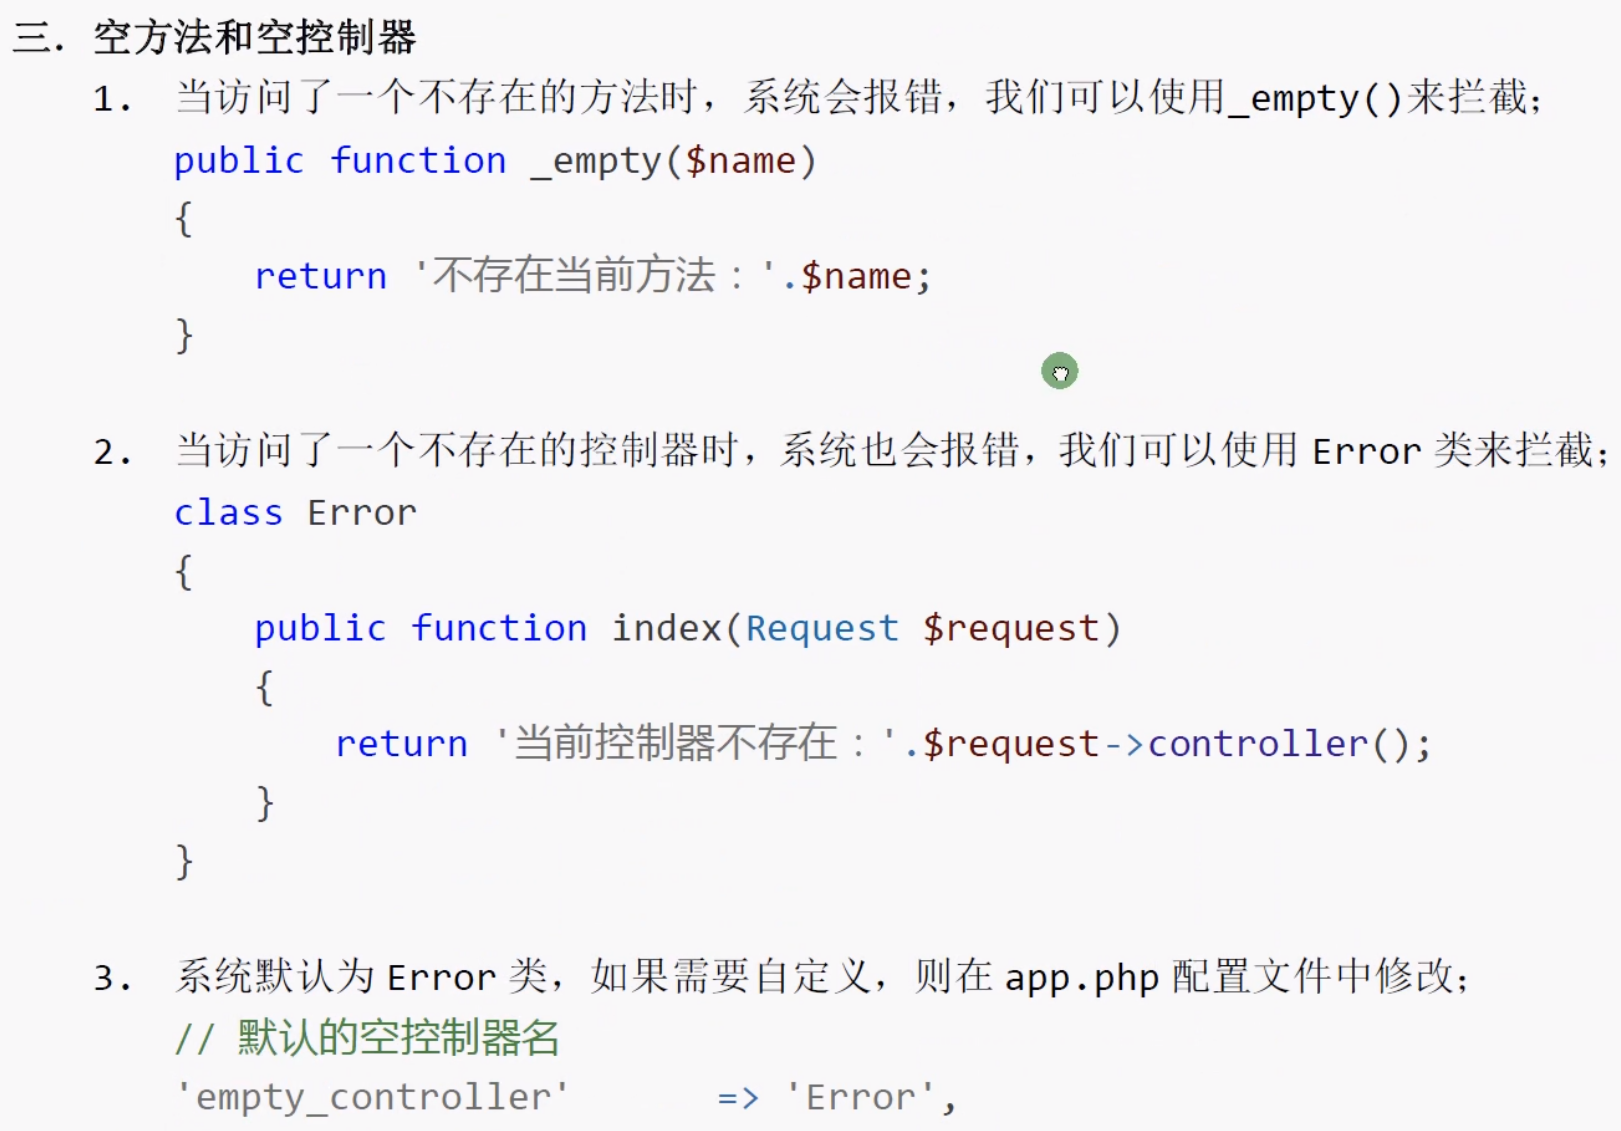 三. 空方法和空控制器
1. 当访问了一个不存在的方法时，系统会报错，我们可以使用_empty()来拦截；
public function _empty($name)
{
return '不存在当前方法：'.$name;
}
2. 当访问了一个不存在的控制器时，系统也会报错，我们可以使用 Error 类来拦截；
class Error
{
public function index(Request $request)
{
return '当前控制器不存在：'.$request->controller();
}
}
3. 系统默认为 Error 类，如果需要自定义，则在 app.php 配置文件中修改；
// 默认的空控制器名
'empty_controller' => 'Error',